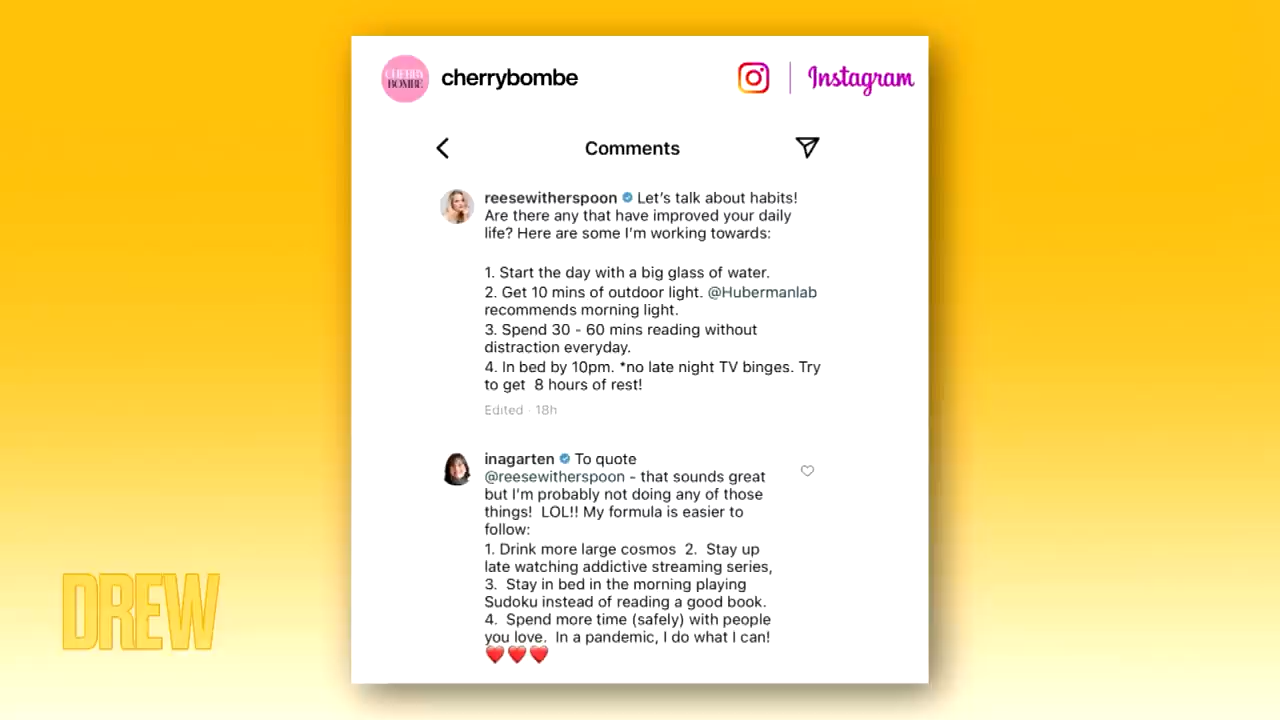 CHERRY
BOMBE
cherrybombe
Instagram
Comments
reesewitherspoon Let's talk about habits!
Are there any that have improved your daily
life? Here are some I'm working towards:
1. Start the day with a big glass of water.
2. Get 10 mins of outdoor light. @Hubermanlab
recommends morning light.
3. Spend 30 - 60 mins reading without
distraction everyday.
4. In bed by 10pm. *no late night TV binges. Try
to get  8 hours of rest!
Edited · 18h
inagarten To quote
@reesewitherspoon - that sounds great
but I'm probably not doing any of those
things!  LOL!! My formula is easier to
follow:
1. Drink more large cosmos  2.  Stay up
late watching addictive streaming series,
3.  Stay in bed in the morning playing
Sudoku instead of reading a good book.
4.  Spend more time (safely) with people
you love.  In a pandemic, I do what I can!
❤️❤️❤️
DREW